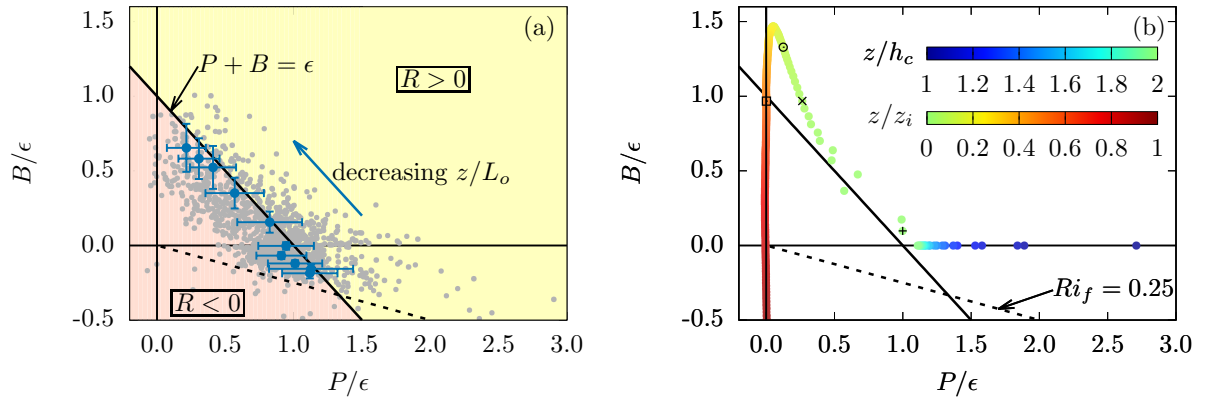 (a)
P + B = ϵ
R > 0
decreasing z/L_o
R < 0
1.5
1.0
0.5
0.0
-0.5
B/ϵ
0.0 0.5 1.0 1.5 2.0 2.5 3.0
P/ϵ
(b)
z/h_c
1 1.2 1.4 1.6 1.8 2
z/z_i
0 0.2 0.4 0.6 0.8 1
Ri_f = 0.25
1.5
1.0
0.5
0.0
-0.5
B/ϵ
0.0 0.5 1.0 1.5 2.0 2.5 3.0
P/ϵ